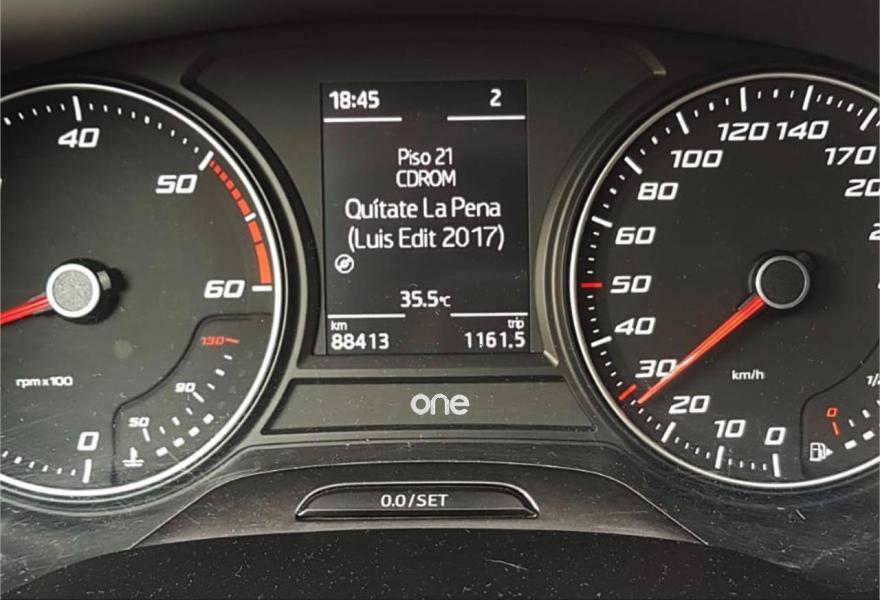 18:45 2
Piso 21
CDROM
Quítate La Pena
(Luis Edit 2017)
35.5°C
km trip
88413 1161.5
one
0.0/SET
40
50
60
rpm x 100
130
90
50
0
120 140
100 170
80
60
50
40
30
20
10 0
km/h
0